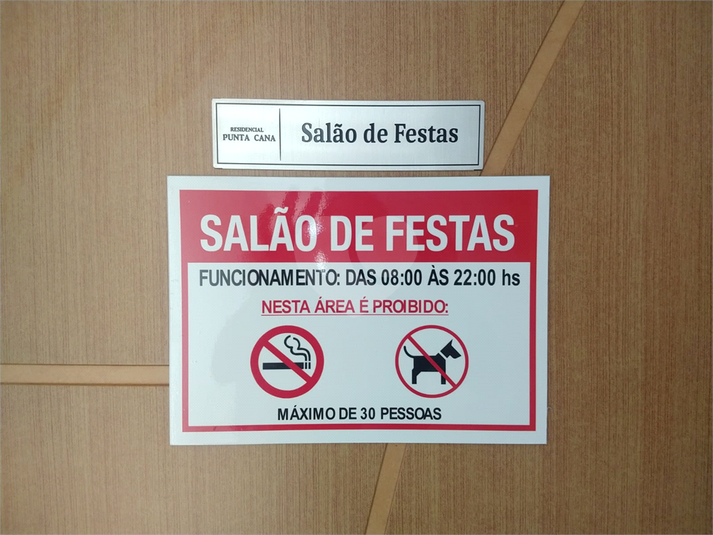 RESIDENCIAL
PUNTA CANA
Salão de Festas
SALÃO DE FESTAS
FUNCIONAMENTO: DAS 08:00 ÀS 22:00 hs
NESTA ÁREA É PROIBIDO:
MÁXIMO DE 30 PESSOAS